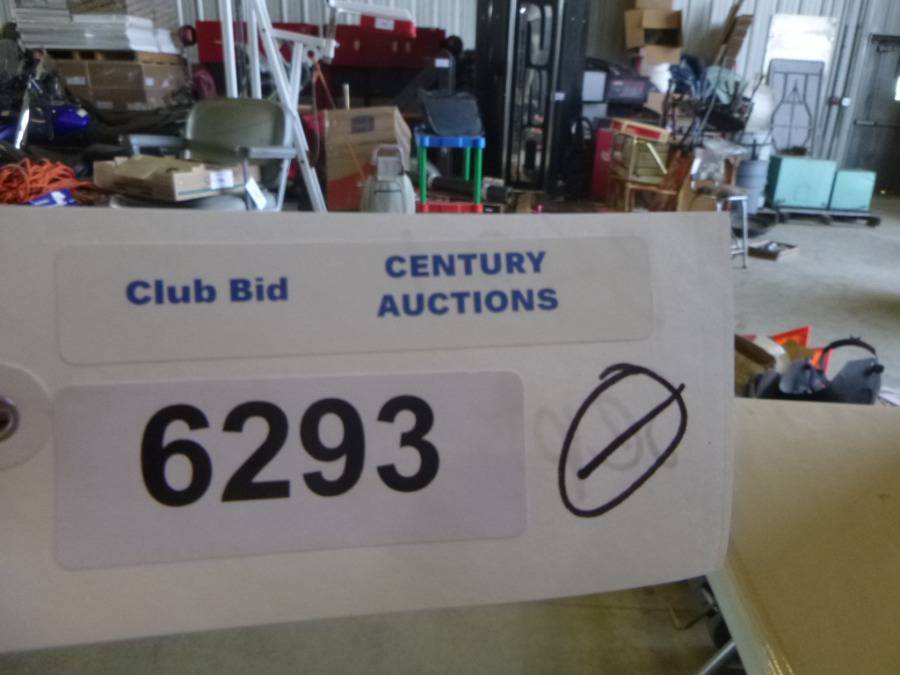 Club Bid
CENTURY
AUCTIONS
6293